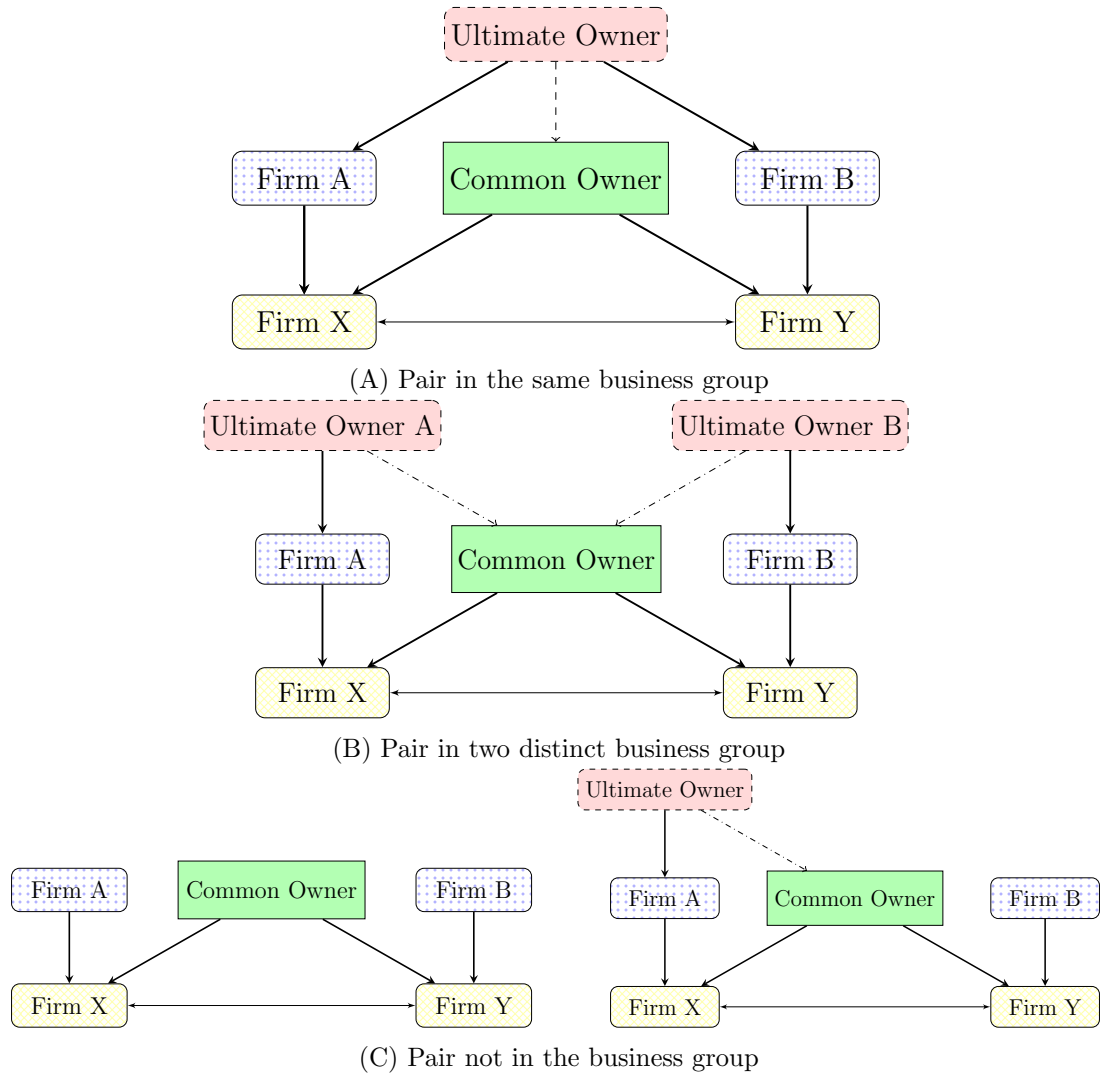 Ultimate Owner
Firm A
Common Owner
Firm B
Firm X
Firm Y
(A) Pair in the same business group
Ultimate Owner A
Ultimate Owner B
Firm A
Common Owner
Firm B
Firm X
Firm Y
(B) Pair in two distinct business group
Firm A
Common Owner
Firm B
Firm X
Firm Y
Ultimate Owner
Firm A
Common Owner
Firm B
Firm X
Firm Y
(C) Pair not in the business group